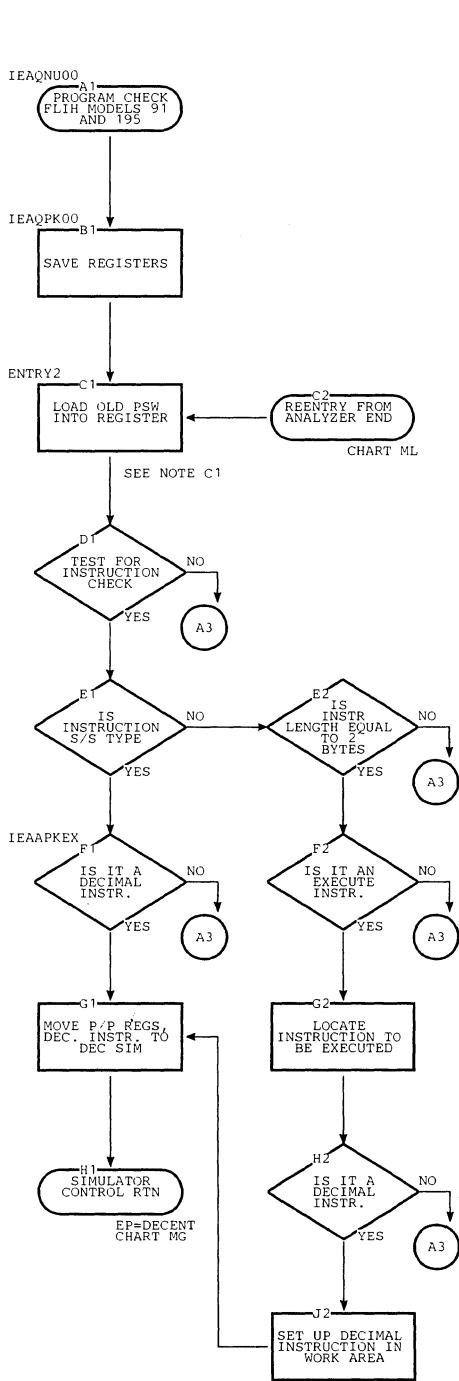 IEAQNU00
A1
PROGRAM CHECK
FLIH MODELS 91
AND 195
IEAQPK00
B1
SAVE REGISTERS
ENTRY2
C1
LOAD OLD PSW
INTO REGISTER
C2
REENTRY FROM
ANALYZER END
CHART ML
SEE NOTE C1
D1
TEST FOR
INSTRUCTION
CHECK
NO
A3
YES
E1
IS
INSTRUCTION
S/S TYPE
NO
YES
E2
IS
INSTR
LENGTH EQUAL
TO 2
BYTES
NO
A3
YES
IEAAPKEX
F1
IS IT A
DECIMAL
INSTR.
NO
A3
YES
F2
IS IT AN
EXECUTE
INSTR.
NO
A3
YES
G1
MOVE P/P REGS,
DEC. INSTR. TO
DEC SIM
G2
LOCATE
INSTRUCTION TO
BE EXECUTED
H1
SIMULATOR
CONTROL RTN
EP=DECENT
CHART MG
H2
IS IT A
DECIMAL
INSTR.
NO
A3
YES
J2
SET UP DECIMAL
INSTRUCTION IN
WORK AREA